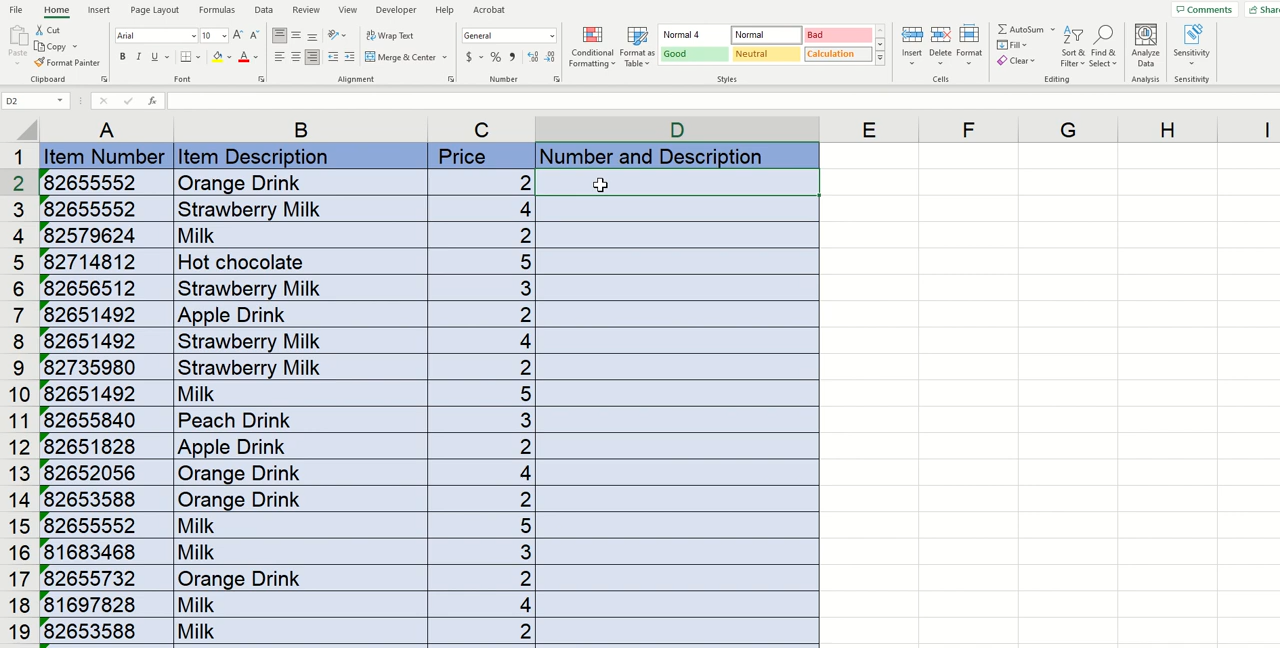 File Home Insert Page Layout Formulas Data Review View Developer Help Acrobat Comments Share
Cut Arial 10 A A Wrap Text General Normal 4 Normal Bad AutoSum
Paste Copy Conditional Formatting Format as Table Insert Delete Format Fill Sort & Filter Find & Select Analyze Data Sensitivity
Format Painter B I U A Merge & Center $ % Good Neutral Calculation Clear
Clipboard Font Alignment Number Styles Cells Editing Analysis Sensitivity
D2 fx
A B C D E F G H I
1 Item Number Item Description Price Number and Description
2 82655552 Orange Drink 2
3 82655552 Strawberry Milk 4
4 82579624 Milk 2
5 82714812 Hot chocolate 5
6 82656512 Strawberry Milk 3
7 82651492 Apple Drink 2
8 82651492 Strawberry Milk 4
9 82735980 Strawberry Milk 2
10 82651492 Milk 5
11 82655840 Peach Drink 3
12 82651828 Apple Drink 2
13 82652056 Orange Drink 4
14 82653588 Orange Drink 2
15 82655552 Milk 5
16 81683468 Milk 3
17 82655732 Orange Drink 2
18 81697828 Milk 4
19 82653588 Milk 2